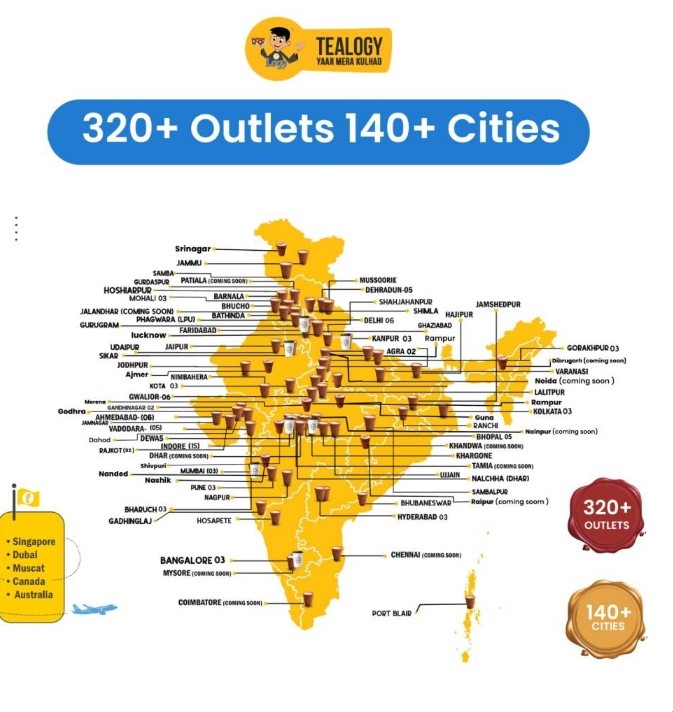 TEALOGY
YAAR MERA KULHAD
320+ Outlets 140+ Cities
Srinagar
JAMMU
SAMBA
GURDASPUR
PATIALA (COMING SOON)
HOSHIARPUR
MOHALI 03
BARNALA
BHUCHO
JALANDHAR (COMING SOON)
PHAGWARA (LPU)
BATHINDA
GURUGRAM
FARIDABAD
lucknow
UDAIPUR
JAIPUR
SIKAR
JODHPUR
Ajmer
NIMBAHERA
KOTA 03
GWALIOR-06
Morena
GANDHINAGAR 02
Godhra
AHMEDABAD- (06)
JAMNAGAR
VADODARA- (05)
Dahod
DEWAS
INDORE (15)
RAJKOT (02)
DHAR (COMING SOON)
Shivpuri
MUMBAI (03)
Nanded
Nashik
PUNE 03
NAGPUR
BHARUCH 03
GADHINGLAJ
HOSAPETE
BANGALORE 03
MYSORE (COMING SOON)
COIMBATORE (COMING SOON)
MUSSOORIE
DEHRADUN-05
SHAHJAHANPUR
JAMSHEDPUR
SHIMLA
HAJIPUR
DELHI 06
GHAZIABAD
KANPUR 03
Rampur
AGRA 02
GORAKHPUR 03
Dibrugarh (coming soon)
VARANASI
Noida (coming soon )
LALITPUR
Rampur
KOLKATA 03
Guna
RANCHI
Nainpur (coming soon)
BHOPAL 05
KHANDWA (COMING SOON)
KHARGONE
TAMIA (COMING SOON)
UJJAIN
NALCHHA (DHAR)
SAMBALPUR
BHUBANESWAR
Raipur (coming soom )
HYDERABAD 03
CHENNAI (COMING SOON)
PORT BLAIR
• Singapore
• Dubai
• Muscat
• Canada
• Australia
320+
OUTLETS
140+
CITIES